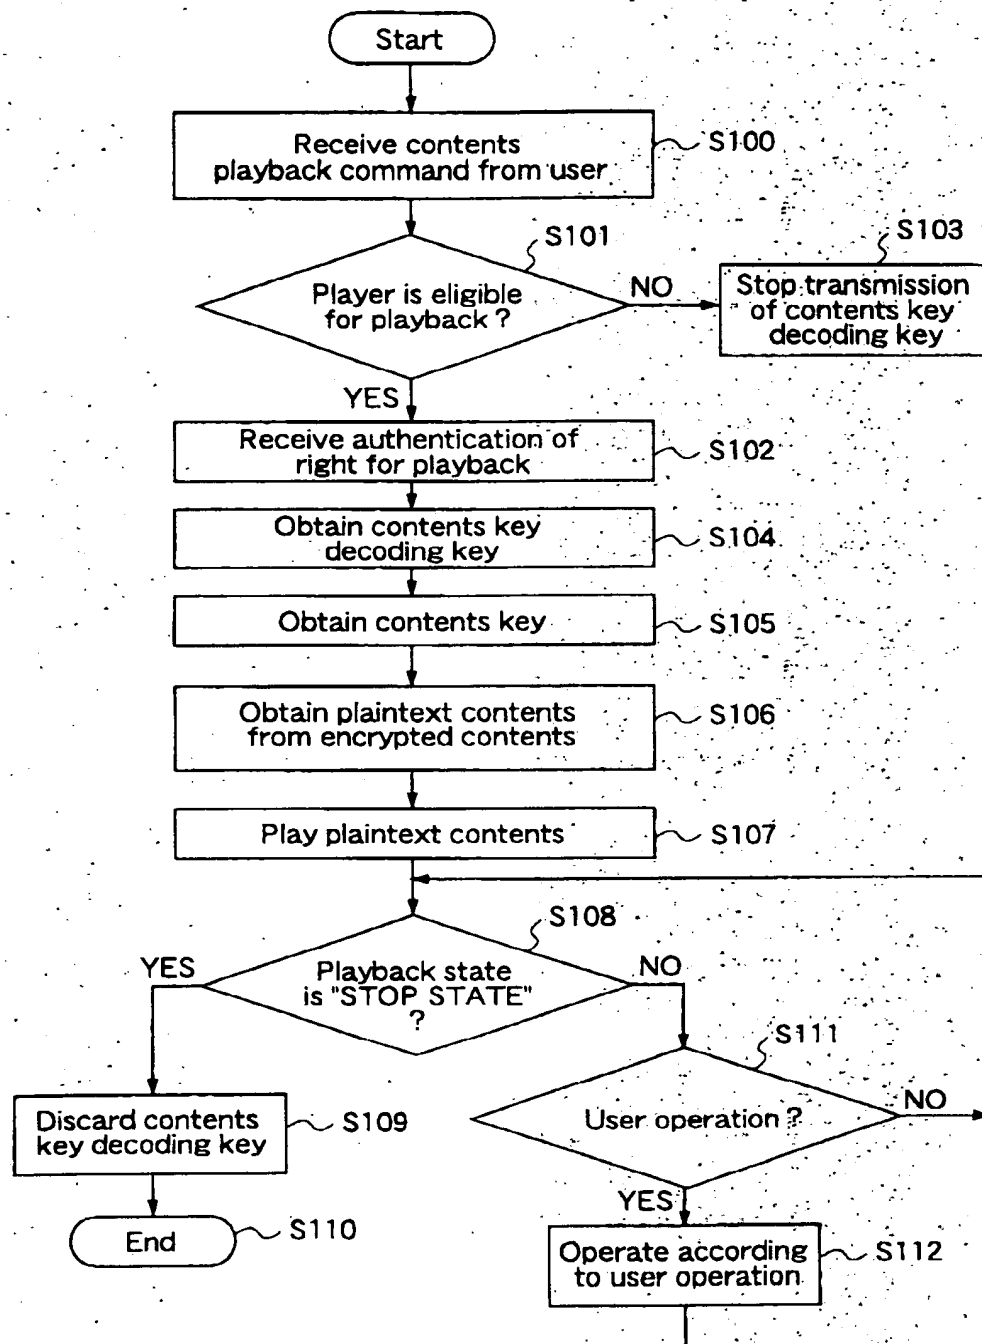 Start
Receive contents
playback command from user
S100
S101
Player is eligible
for playback ?
NO
S103
Stop transmission
of contents key
decoding key
YES
Receive authentication of
right for playback
S102
Obtain contents key
decoding key
S104
Obtain contents key
S105
Obtain plaintext contents
from encrypted contents
S106
Play plaintext contents
S107
S108
YES
Playback state
is "STOP STATE"
?
NO
S111
User operation ?
NO
Discard contents
key decoding key
S109
YES
End
S110
Operate according
to user operation
S112